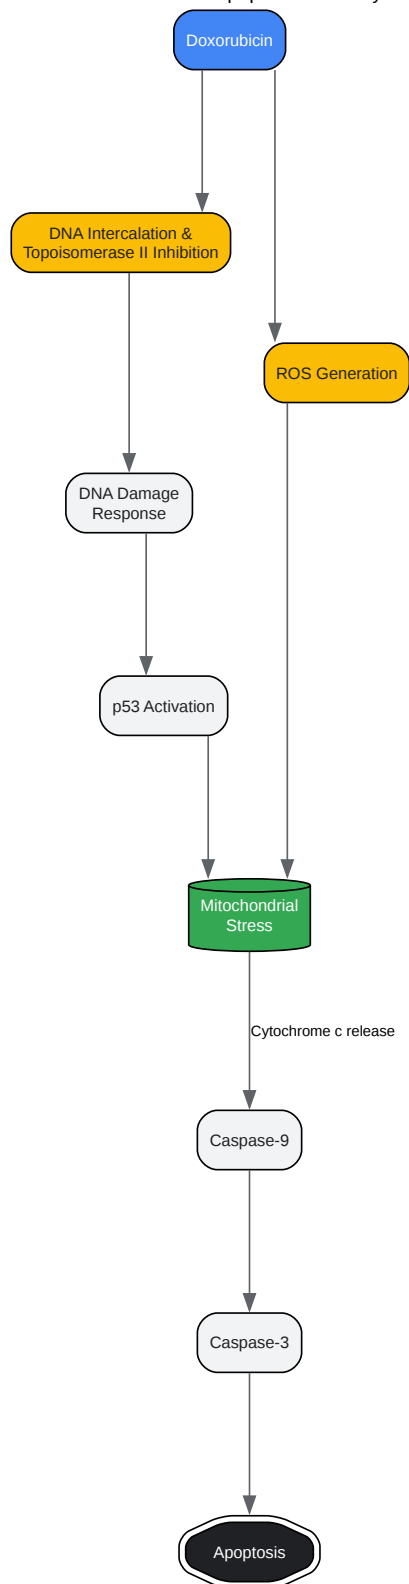 Doxorubicin
DNA Intercalation &
Topoisomerase II Inhibition
ROS Generation
DNA Damage
Response
p53 Activation
Mitochondrial
Stress
Cytochrome c release
Caspase-9
Caspase-3
Apoptosis